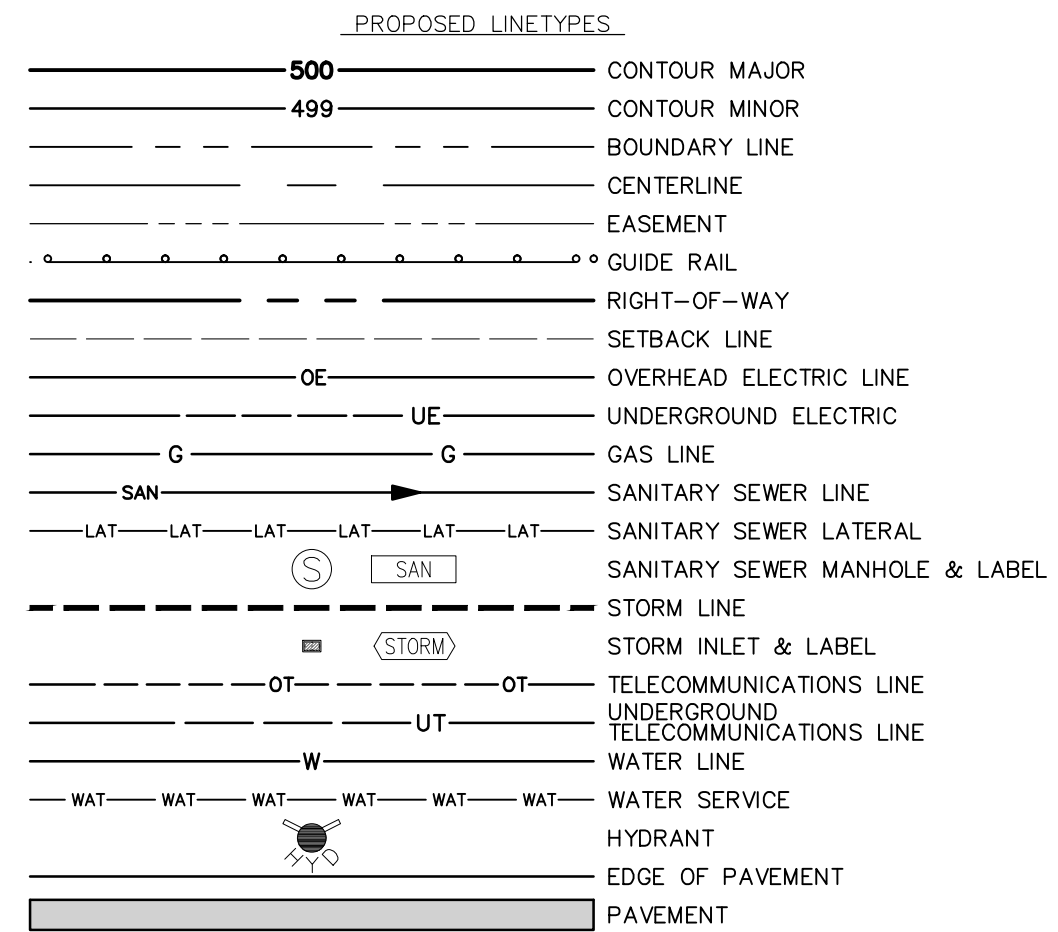 PROPOSED LINETYPES
500 CONTOUR MAJOR
499 CONTOUR MINOR
BOUNDARY LINE
CENTERLINE
EASEMENT
GUIDE RAIL
RIGHT-OF-WAY
SETBACK LINE
OE OVERHEAD ELECTRIC LINE
UE UNDERGROUND ELECTRIC
G G GAS LINE
SAN SANITARY SEWER LINE
LAT LAT LAT LAT LAT LAT SANITARY SEWER LATERAL
S SAN SANITARY SEWER MANHOLE & LABEL
STORM LINE
STORM STORM INLET & LABEL
OT OT TELECOMMUNICATIONS LINE
UNDERGROUND
UT TELECOMMUNICATIONS LINE
W WATER LINE
WAT WAT WAT WAT WAT WAT WATER SERVICE
HYD HYDRANT
EDGE OF PAVEMENT
PAVEMENT